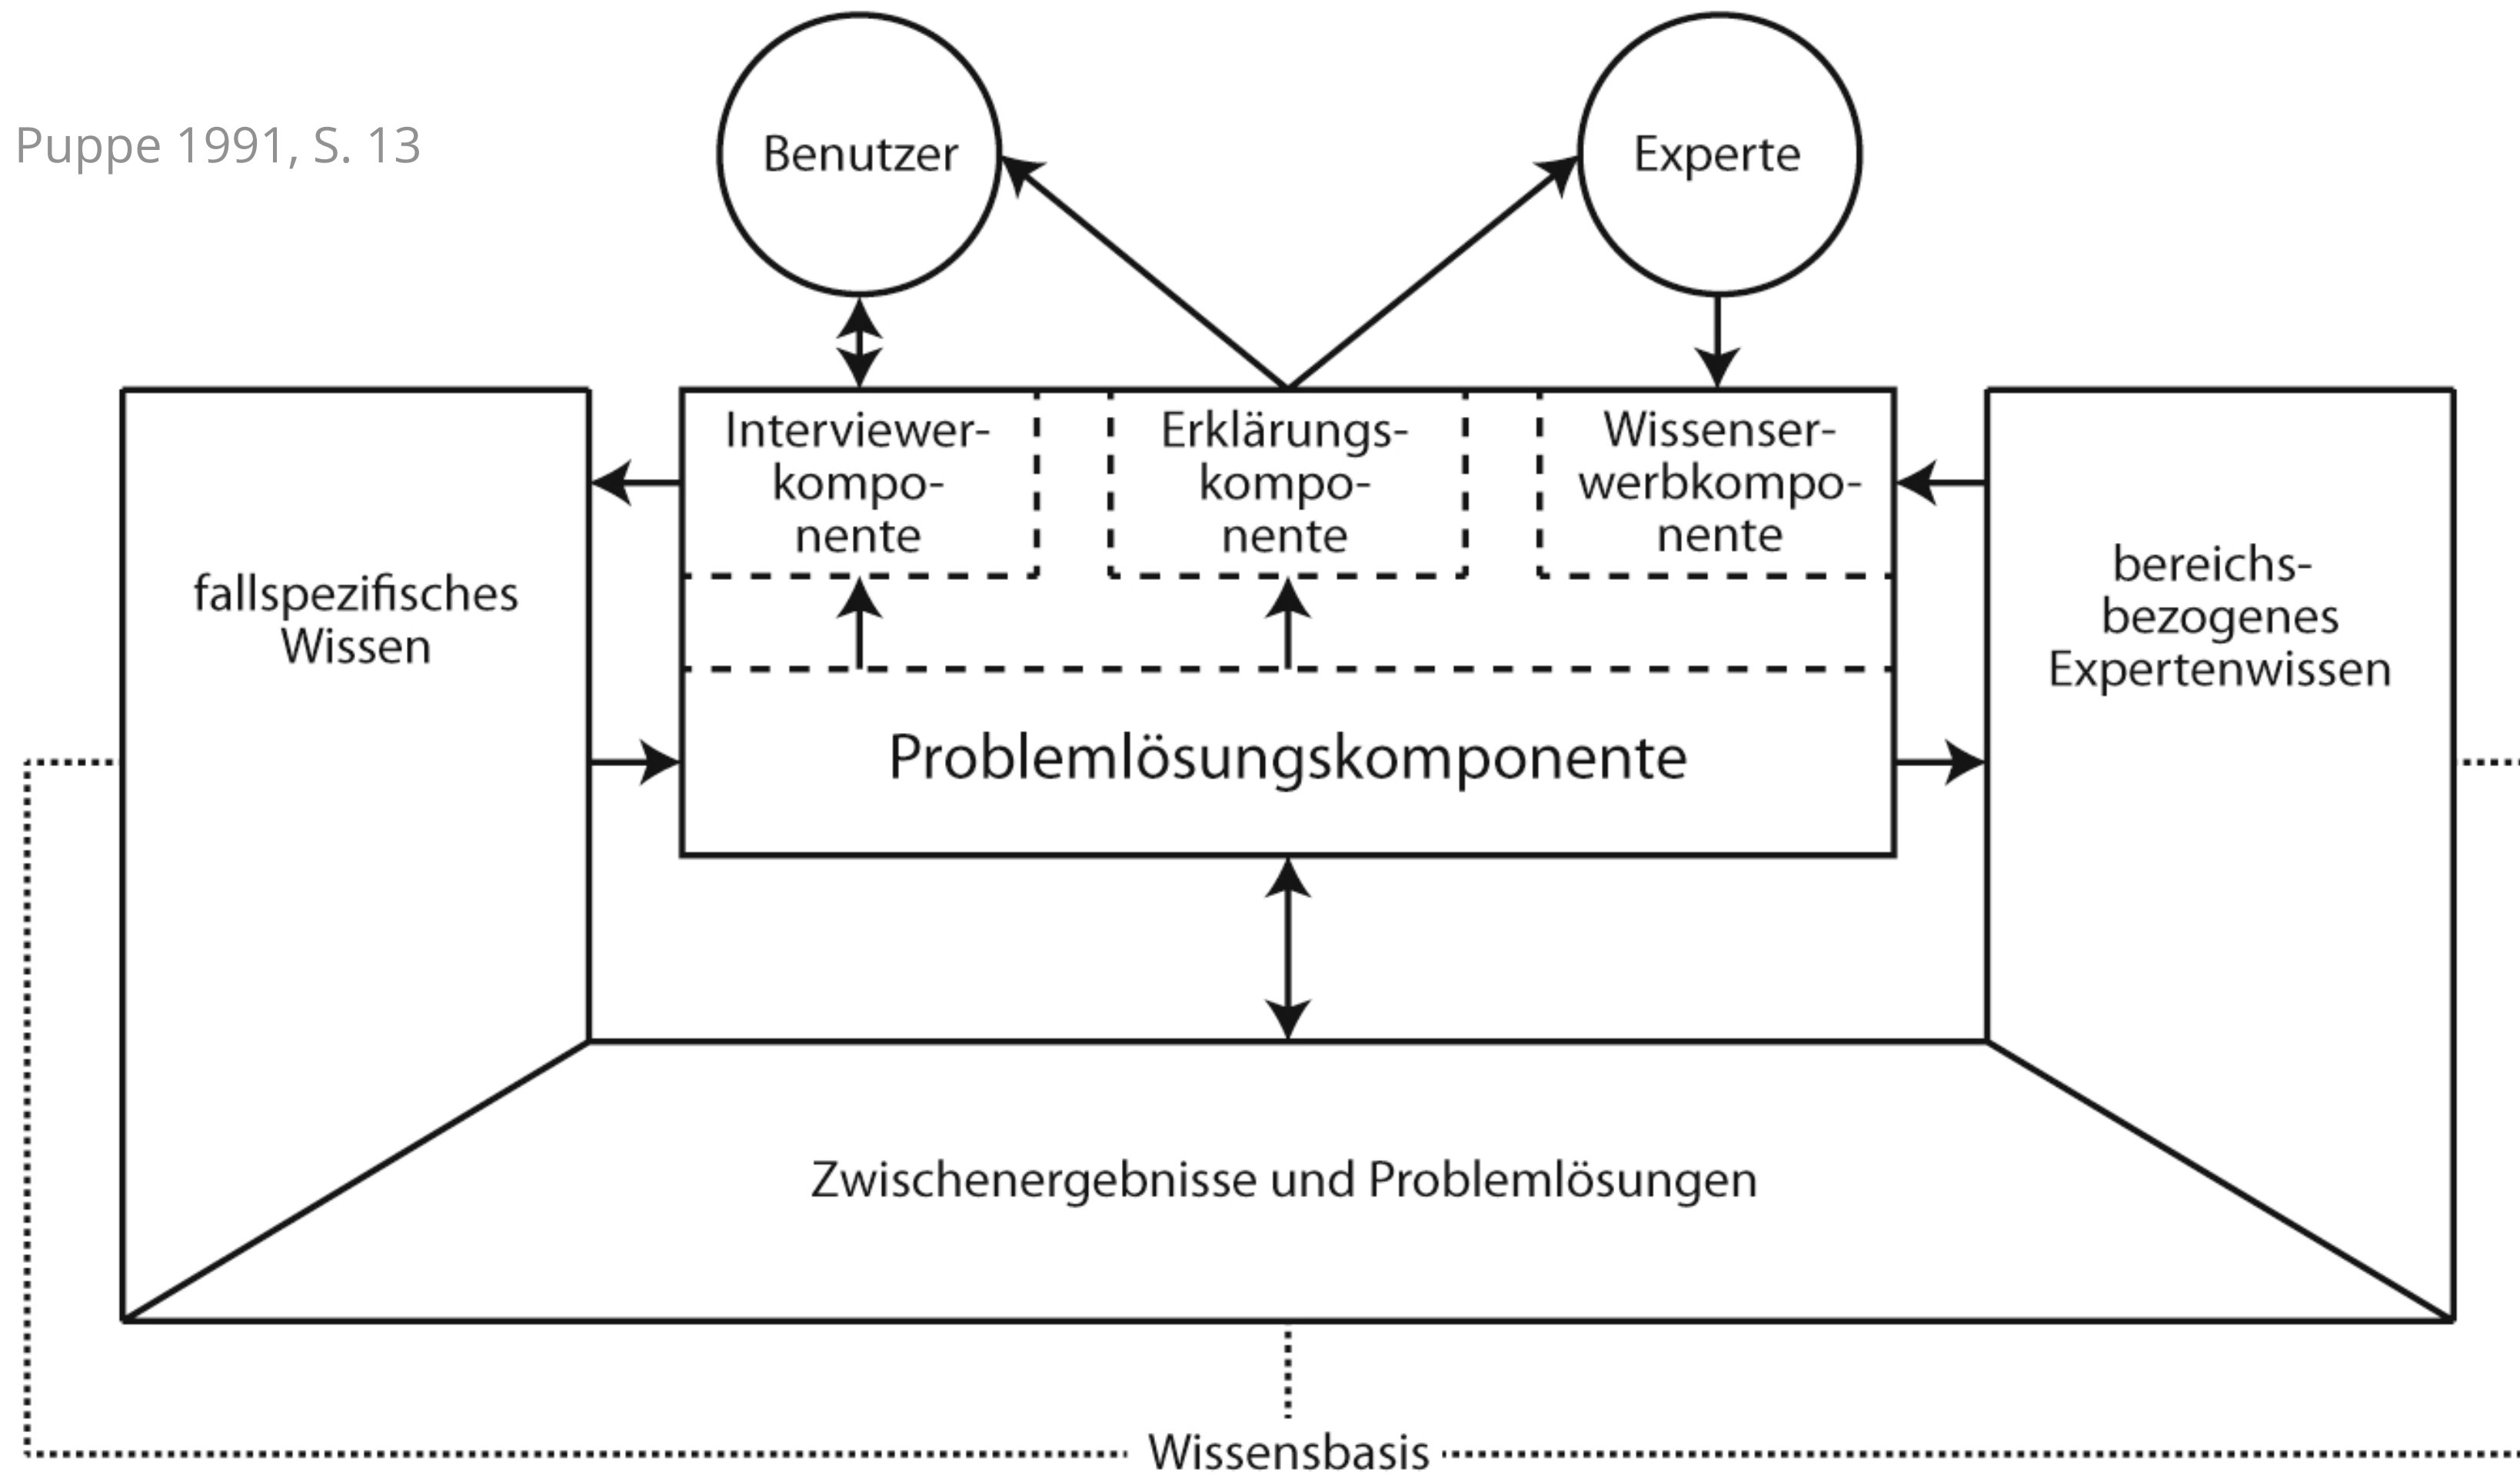 Puppe 1991, S. 13
Benutzer
Experte
Interviewer-
kompo-
nente
Erklärungs-
kompo-
nente
Wissenser-
werbkompo-
nente
fallspezifisches
Wissen
bereichs-
bezogenes
Expertenwissen
Problemlösungskomponente
Zwischenergebnisse und Problemlösungen
Wissensbasis